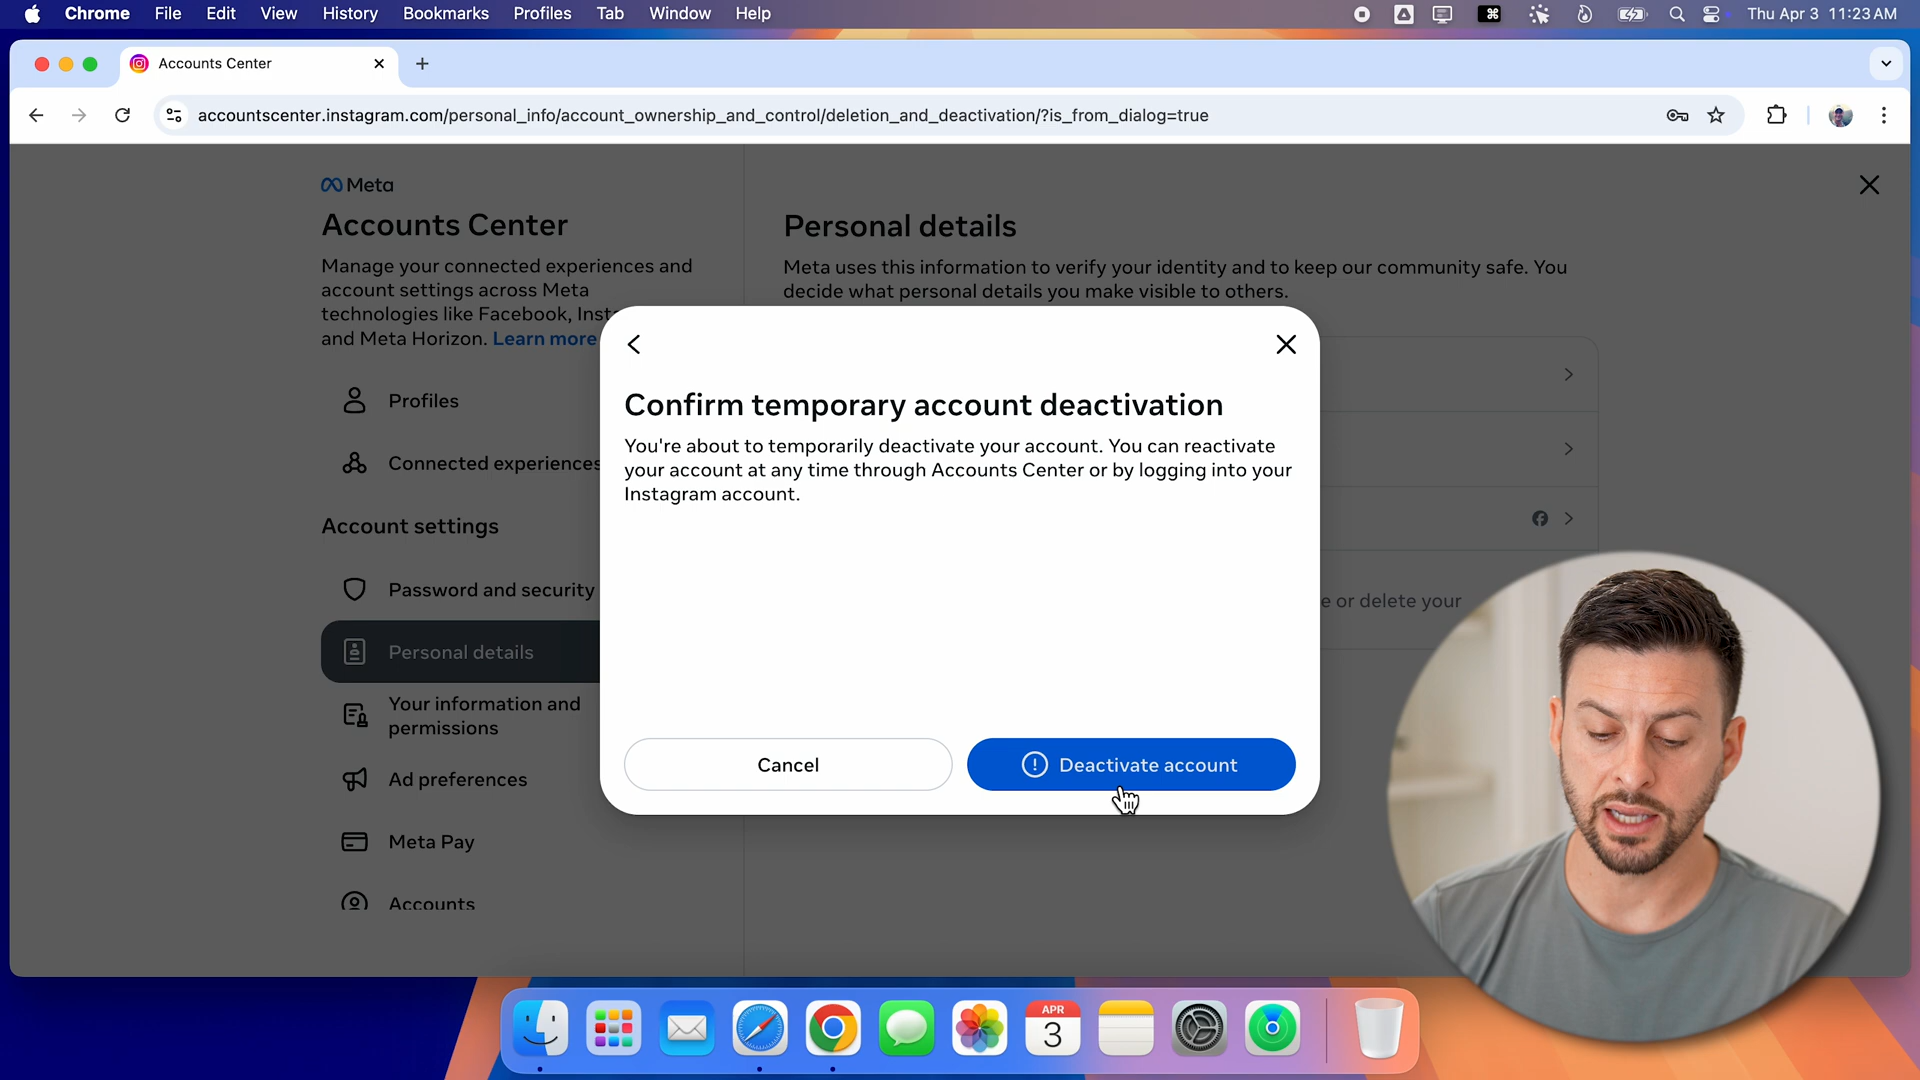 Chrome File Edit View History Bookmarks Profiles Tab Window Help
Thu Apr 3 11:23 AM
Accounts Center
accountscenter.instagram.com/personal_info/account_ownership_and_control/deletion_and_deactivation/?is_from_dialog=true
Meta
Accounts Center
Manage your connected experiences and
account settings across Meta
technologies like Facebook,
and Meta Horizon. Learn more
Profiles
Connected experiences
Account settings
Password and security
Personal details
Your information and
permissions
Ad preferences
Meta Pay
Accounts
Personal details
Meta uses this information to verify your identity and to keep our community safe. You
decide what personal details you make visible to others.
or delete your
Confirm temporary account deactivation
You're about to temporarily deactivate your account. You can reactivate
your account at any time through Accounts Center or by logging into your
Instagram account.
Cancel
Deactivate account
APR
3